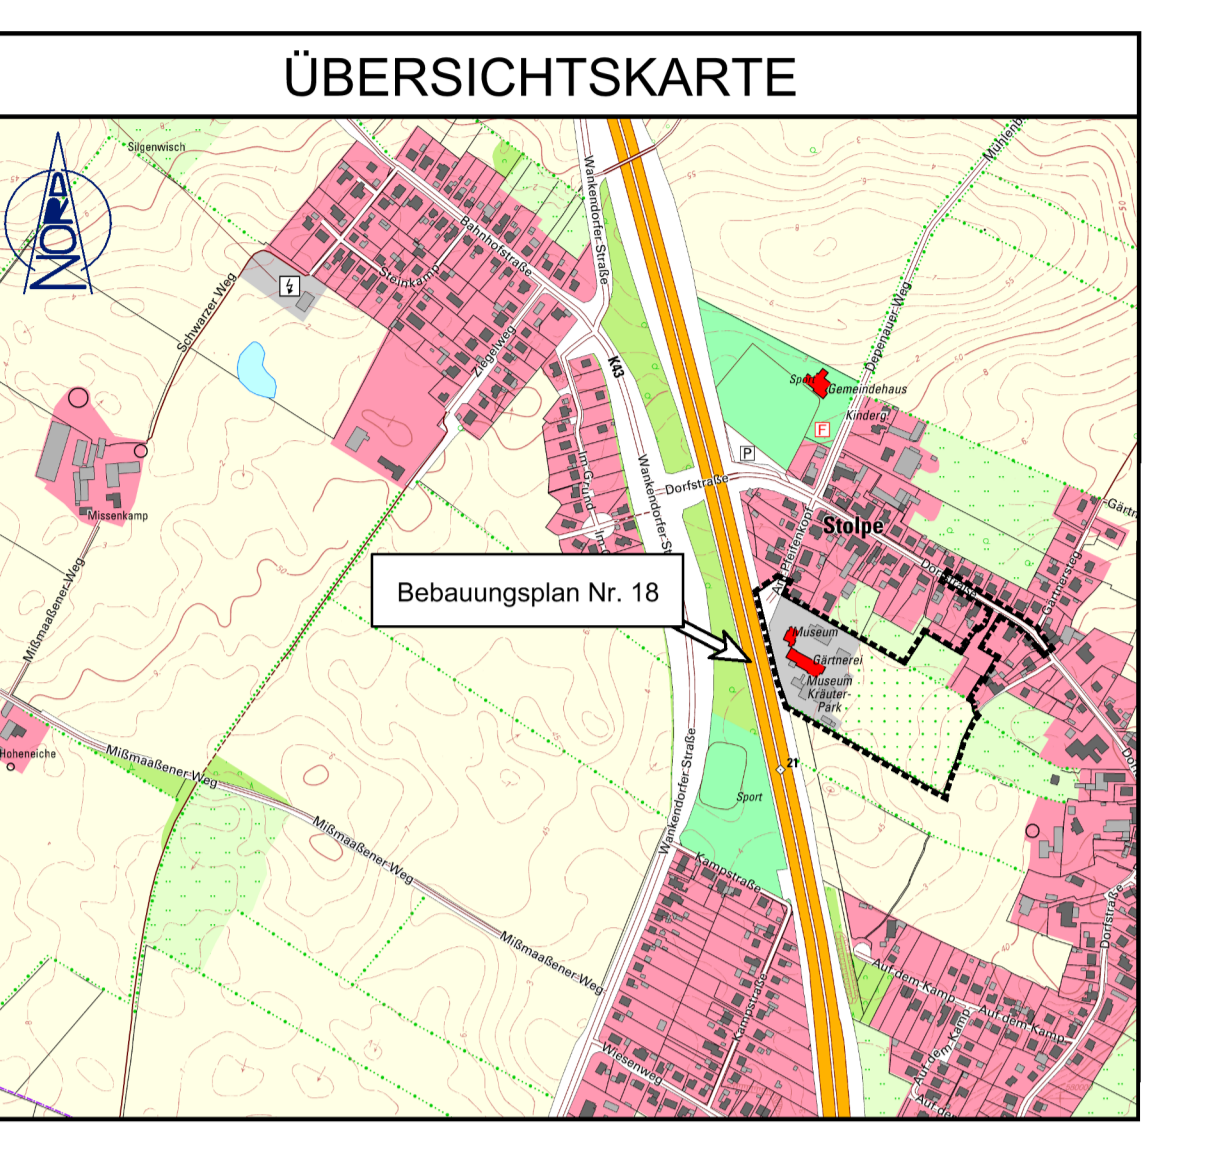 ÜBERSICHTSKARTE
NORD
Silgenwisch
Wankendorfer-Straße
Bahnhofstraße
Steinkamp
Schwarzer Weg
Ziegelweg
K43
Depenauer-Weg
Sport
Gemeindehaus
Kinderg.
F
P
Im-Grund
Wankendorfer-St
Dorfstraße
Stolpe
Missenkamp
Am Pfeifenkopf
Dorfstraße
Gärtnersteg
Gärtn
Mißmaaßener-Weg
Bebauungsplan Nr. 18
Museum
Gärtnerei
Museum
Kräuter-
Park
Hoheneiche
Mißmaaßener-Weg
Wankendorfer-Straße
21
Sport
Mißmaaßener-Weg
Kampstraße
Dorfstraße
Mißmaaßener-Weg
Kampstraße
Auf dem Kamp
Auf-dem-Kamp
Auf-dem-Kamp
Wiesenweg